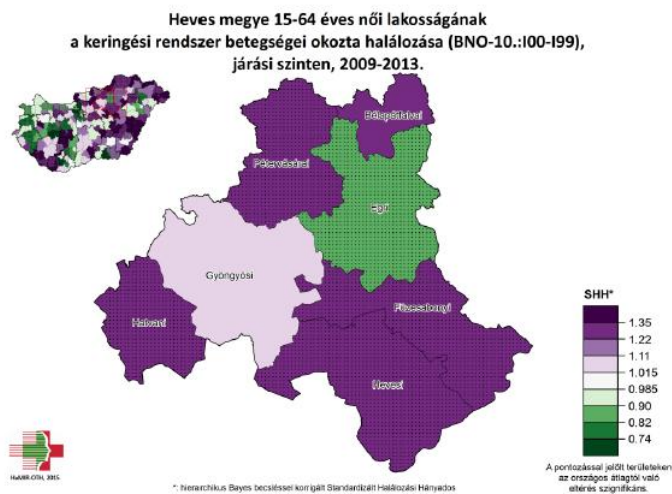 Heves megye 15-64 éves női lakosságának
a keringési rendszer betegségei okozta halálozása (BNO-10.:I00-I99),
járási szinten, 2009-2013.
Bélapátfalvai
Pétervásárai
Egri
Gyöngyösi
Hatvani
Füzesabonyi
Hevesi
SHH*
1.35
1.22
1.11
1.015
0.985
0.90
0.82
0.74
A pontozással jelölt területeken
az országos átlagtól való
eltérés szignifikáns.
HaMIR-OTH, 2015
*: hierarchikus Bayes becsléssel korrigált Standardizált Halálozási Hányados